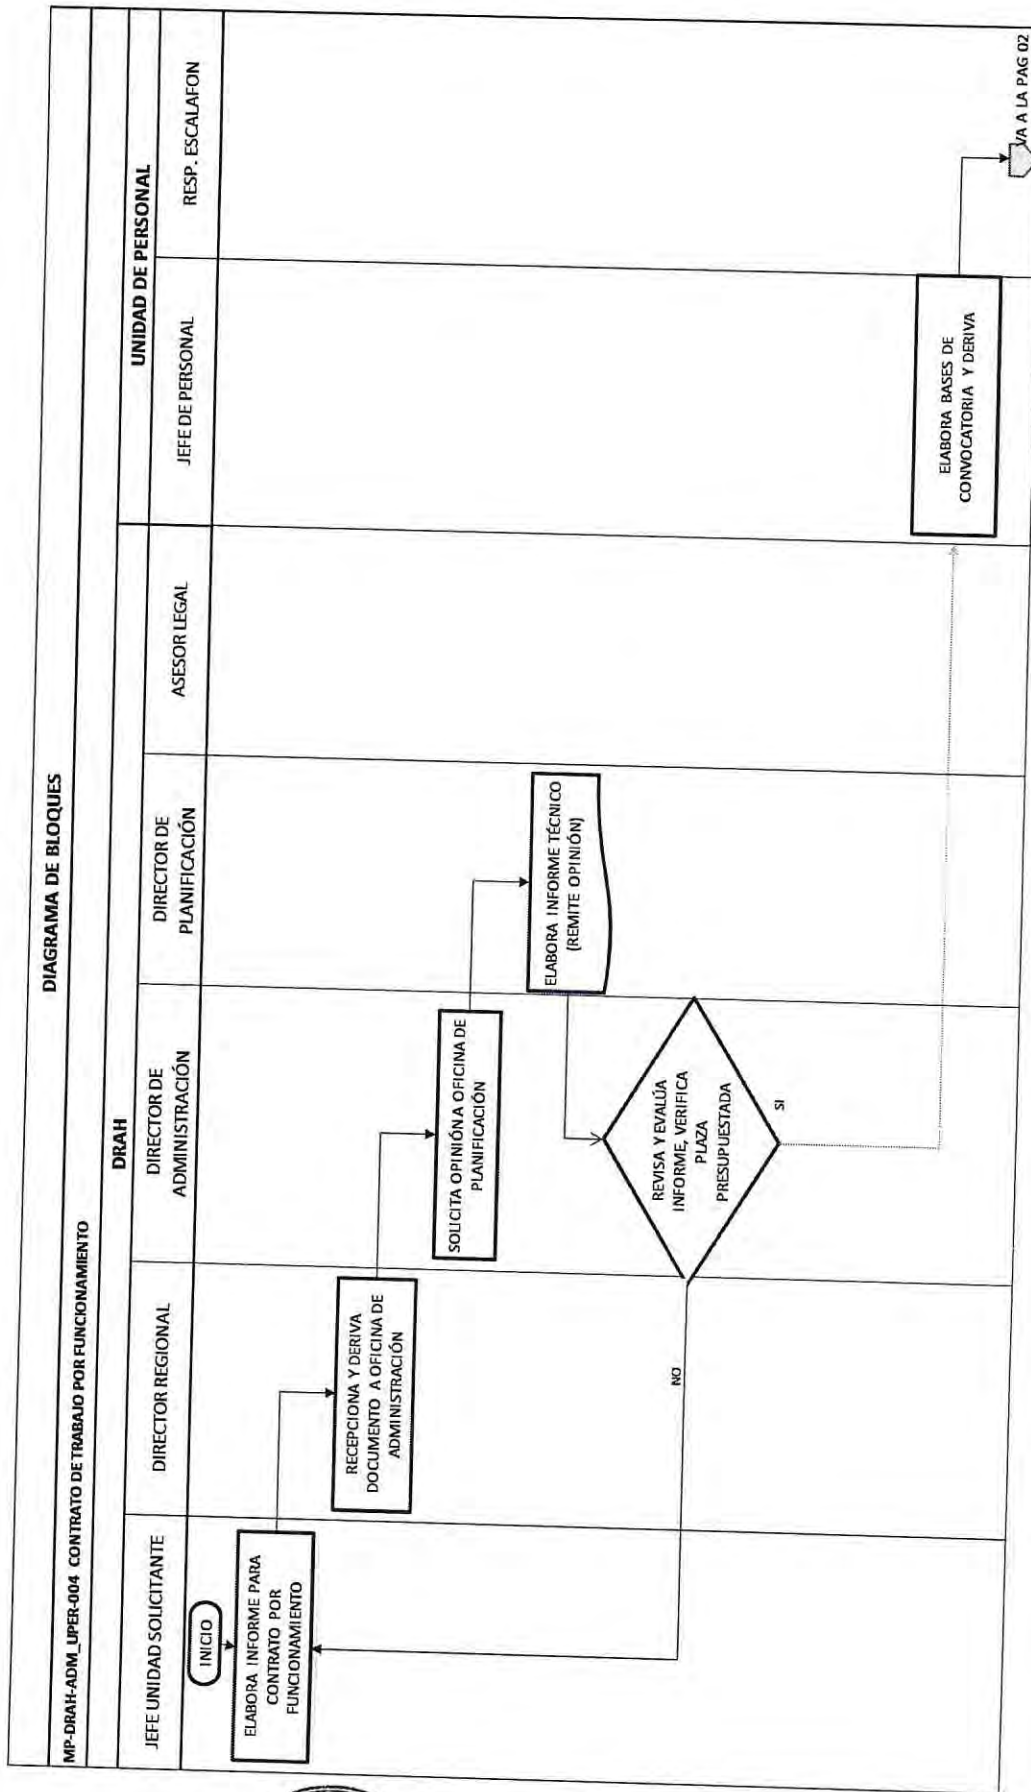 DIAGRAMA DE BLOQUES
MP-DRAH-ADM_UPER-004 CONTRATO DE TRABAJO POR FUNCIONAMIENTO
DRAH
UNIDAD DE PERSONAL
JEFE UNIDAD SOLICITANTE
DIRECTOR REGIONAL
DIRECTOR DE
ADMINISTRACIÓN
DIRECTOR DE
PLANIFICACIÓN
ASESOR LEGAL
JEFE DE PERSONAL
RESP. ESCALAFON
INICIO
ELABORA INFORME PARA
CONTRATO POR
FUNCIONAMIENTO
RECEPCIONA Y DERIVA
DOCUMENTO A OFICINA DE
ADMINISTRACIÓN
SOLICITA OPINIÓN A OFICINA DE
PLANIFICACIÓN
ELABORA INFORME TÉCNICO
(REMITE OPINIÓN)
REVISA Y EVALÚA
INFORME, VERIFICA
PLAZA
PRESUPUESTADA
NO
SI
ELABORA BASES DE
CONVOCATORIA Y DERIVA
VA A LA PAG 02